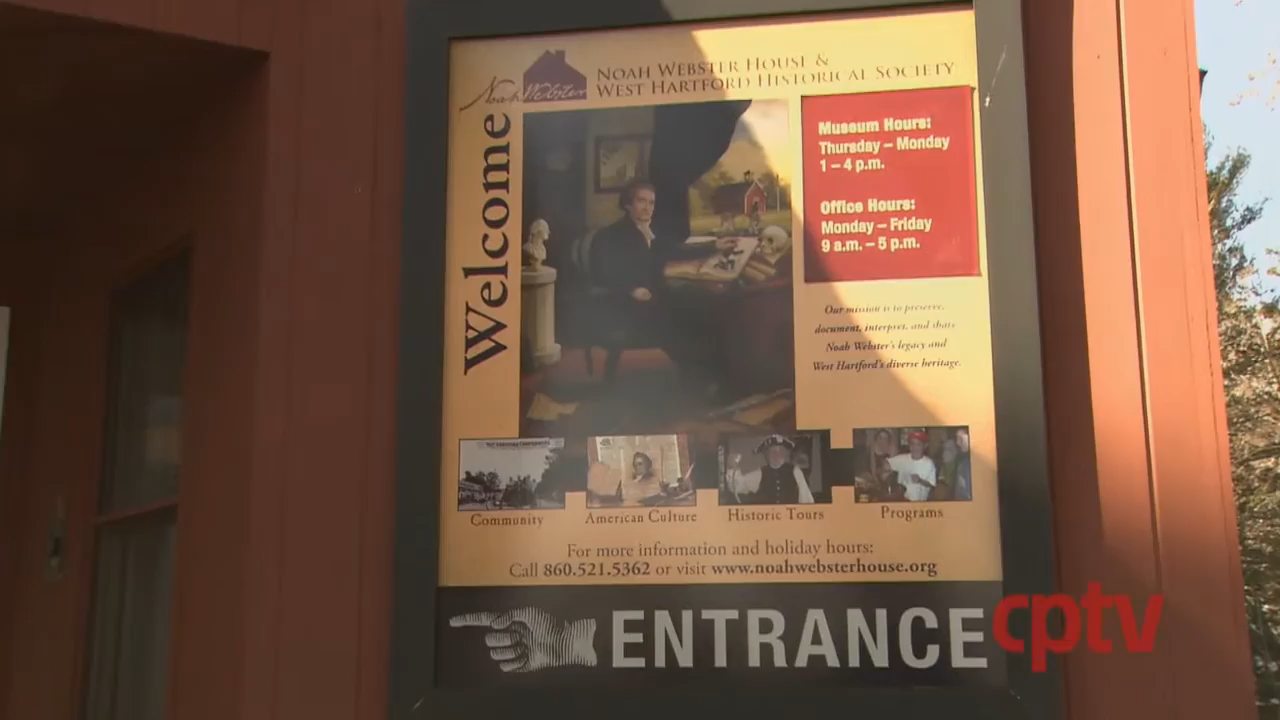 Noah Webster
NOAH WEBSTER HOUSE &
WEST HARTFORD HISTORICAL SOCIETY
Welcome
Museum Hours:
Thursday – Monday
1 – 4 p.m.
Office Hours:
Monday – Friday
9 a.m. – 5 p.m.
Our mission is to preserve,
document, interpret, and share
Noah Webster's legacy and
West Hartford's diverse heritage.
Community
American Culture
Historic Tours
Programs
For more information and holiday hours:
Call 860.521.5362 or visit www.noahwebsterhouse.org
ENTRANCE
cptv